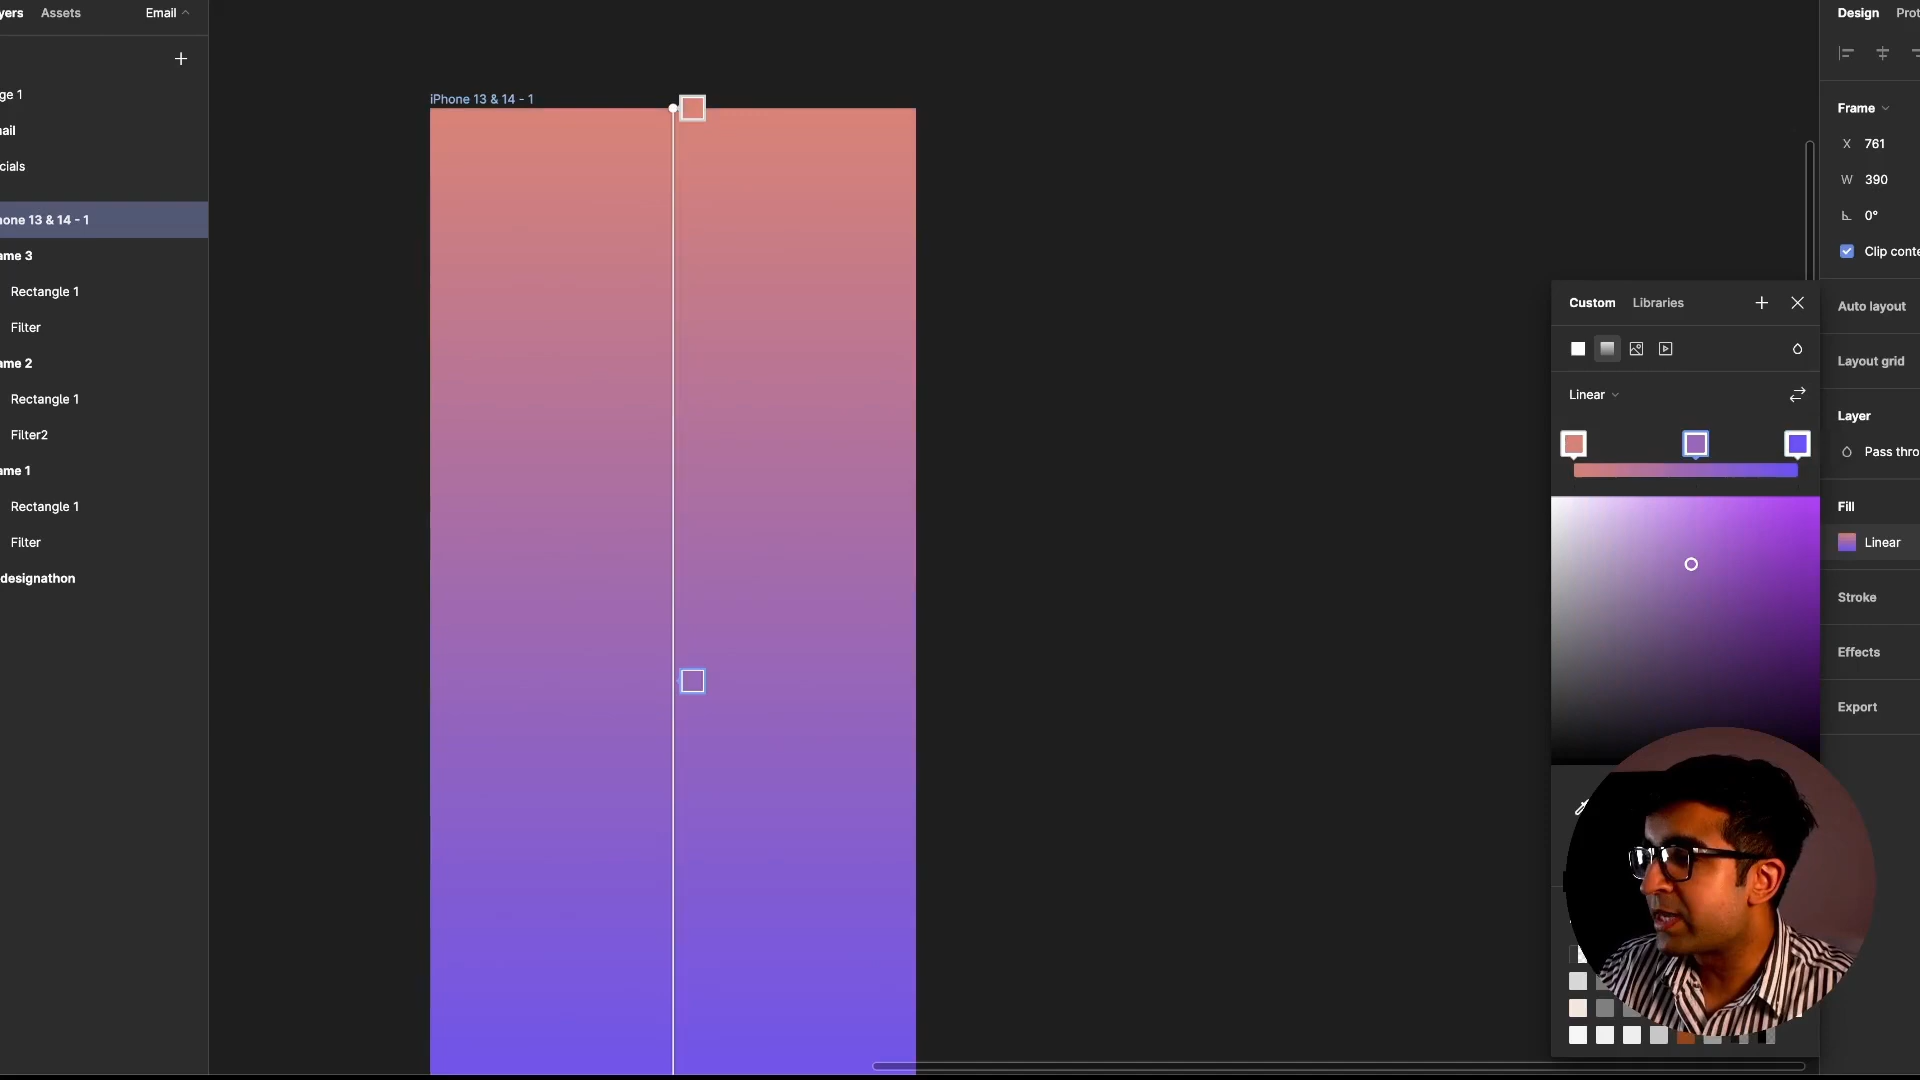 yers Assets Email
ge 1
nail
cials
hone 13 & 14 - 1
ame 3
Rectangle 1
Filter
ame 2
Rectangle 1
Filter2
ame 1
Rectangle 1
Filter
designathon
iPhone 13 & 14 - 1
Custom Libraries
Linear
Design Prot
Frame
X 761
W 390
0°
Clip conte
Auto layout
Layout grid
Layer
Pass thro
Fill
Linear
Stroke
Effects
Export